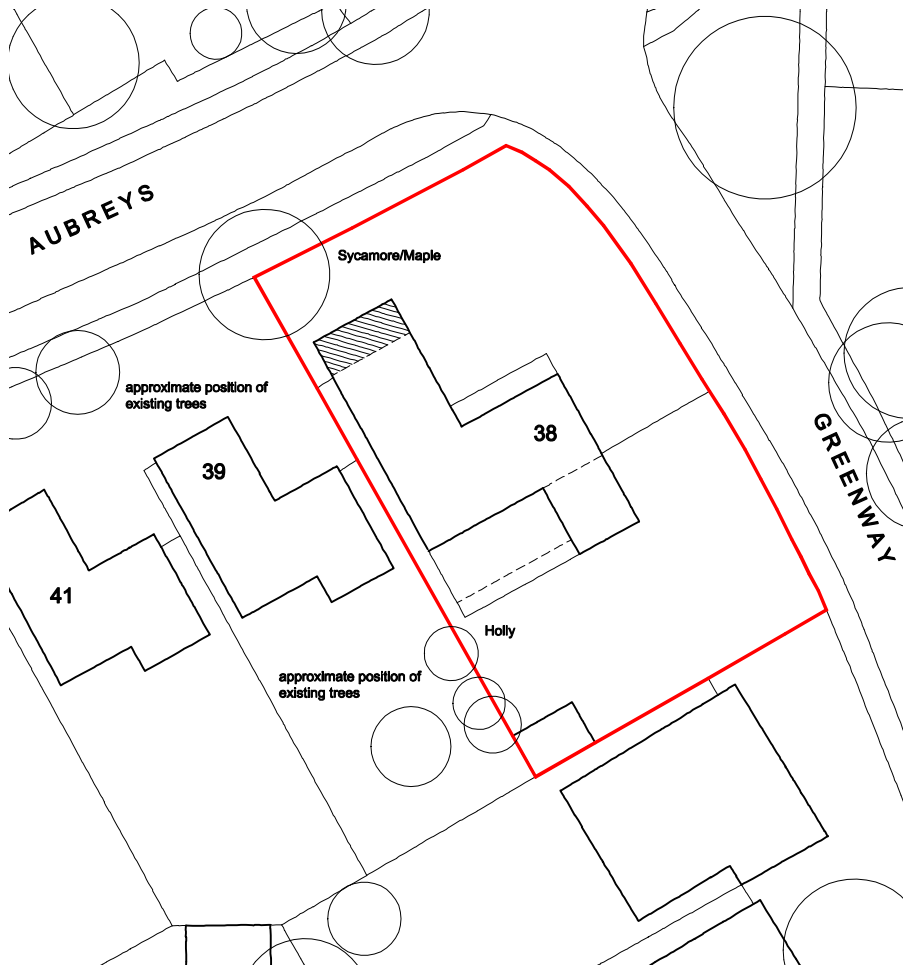 AUBREYS
Sycamore/Maple
approximate position of
existing trees
38
39
GREENWAY
41
Holly
approximate position of
existing trees